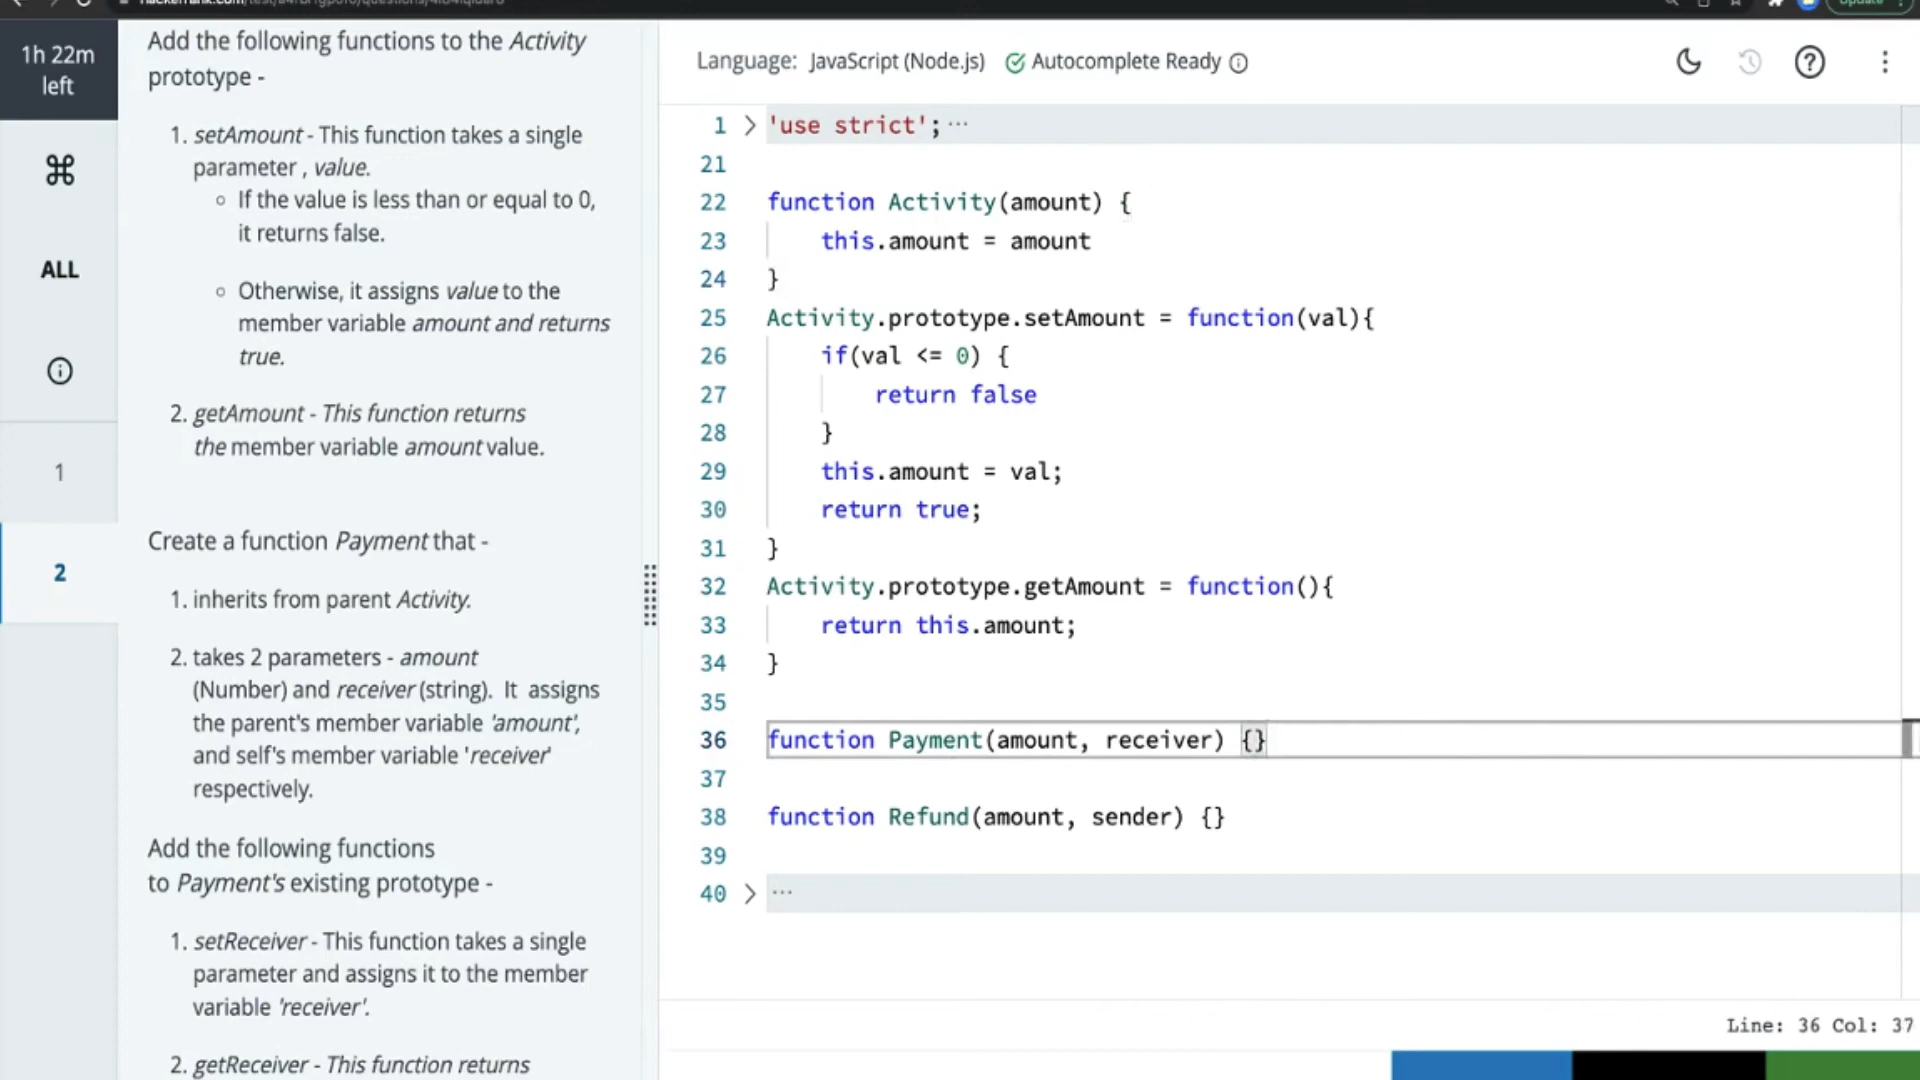 Update
1h 22m
left
ALL
1
2
Add the following functions to the Activity
prototype -
1. setAmount - This function takes a single
parameter , value.
If the value is less than or equal to 0,
it returns false.
Otherwise, it assigns value to the
member variable amount and returns
true.
2. getAmount - This function returns
the member variable amount value.
Create a function Payment that -
1. inherits from parent Activity.
2. takes 2 parameters - amount
(Number) and receiver (string). It assigns
the parent's member variable 'amount',
and self's member variable 'receiver'
respectively.
Add the following functions
to Payment's existing prototype -
1. setReceiver - This function takes a single
parameter and assigns it to the member
variable 'receiver'.
2. getReceiver - This function returns
Language: JavaScript (Node.js) Autocomplete Ready
1 'use strict'; ...
21
22 function Activity(amount) {
23 this.amount = amount
24 }
25 Activity.prototype.setAmount = function(val){
26 if(val <= 0) {
27 return false
28 }
29 this.amount = val;
30 return true;
31 }
32 Activity.prototype.getAmount = function(){
33 return this.amount;
34 }
35
36 function Payment(amount, receiver) {}
37
38 function Refund(amount, sender) {}
39
40 ...
Line: 36 Col: 37